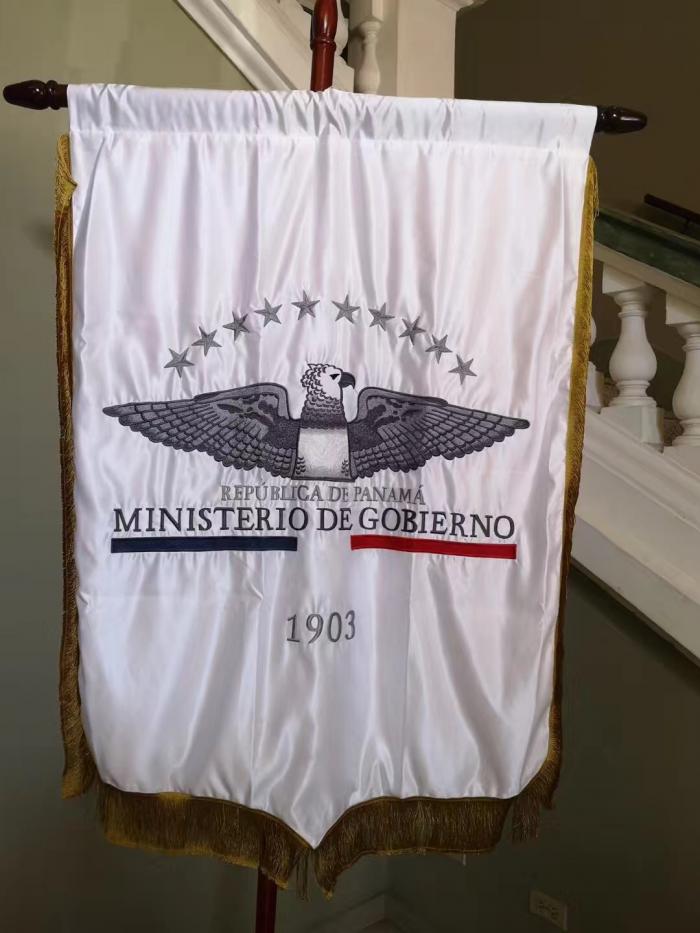 REPÚBLICA DE PANAMÁ
MINISTERIO DE GOBIERNO
1903